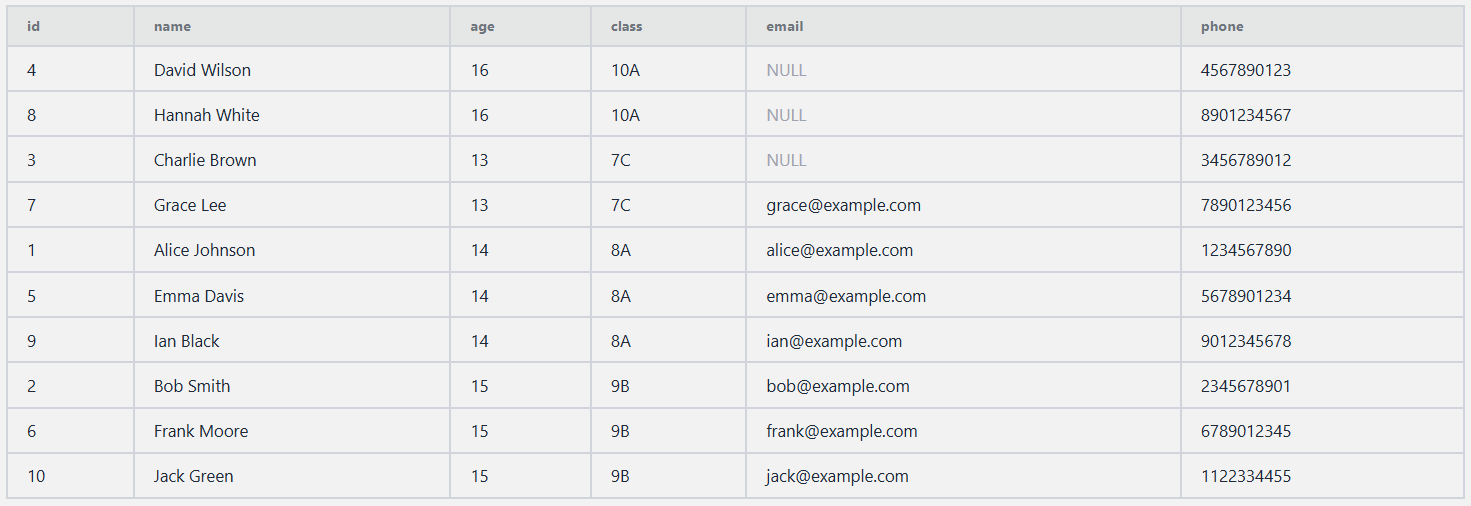 id name age class email phone
4 David Wilson 16 10A NULL 4567890123
8 Hannah White 16 10A NULL 8901234567
3 Charlie Brown 13 7C NULL 3456789012
7 Grace Lee 13 7C grace@example.com 7890123456
1 Alice Johnson 14 8A alice@example.com 1234567890
5 Emma Davis 14 8A emma@example.com 5678901234
9 Ian Black 14 8A ian@example.com 9012345678
2 Bob Smith 15 9B bob@example.com 2345678901
6 Frank Moore 15 9B frank@example.com 6789012345
10 Jack Green 15 9B jack@example.com 1122334455